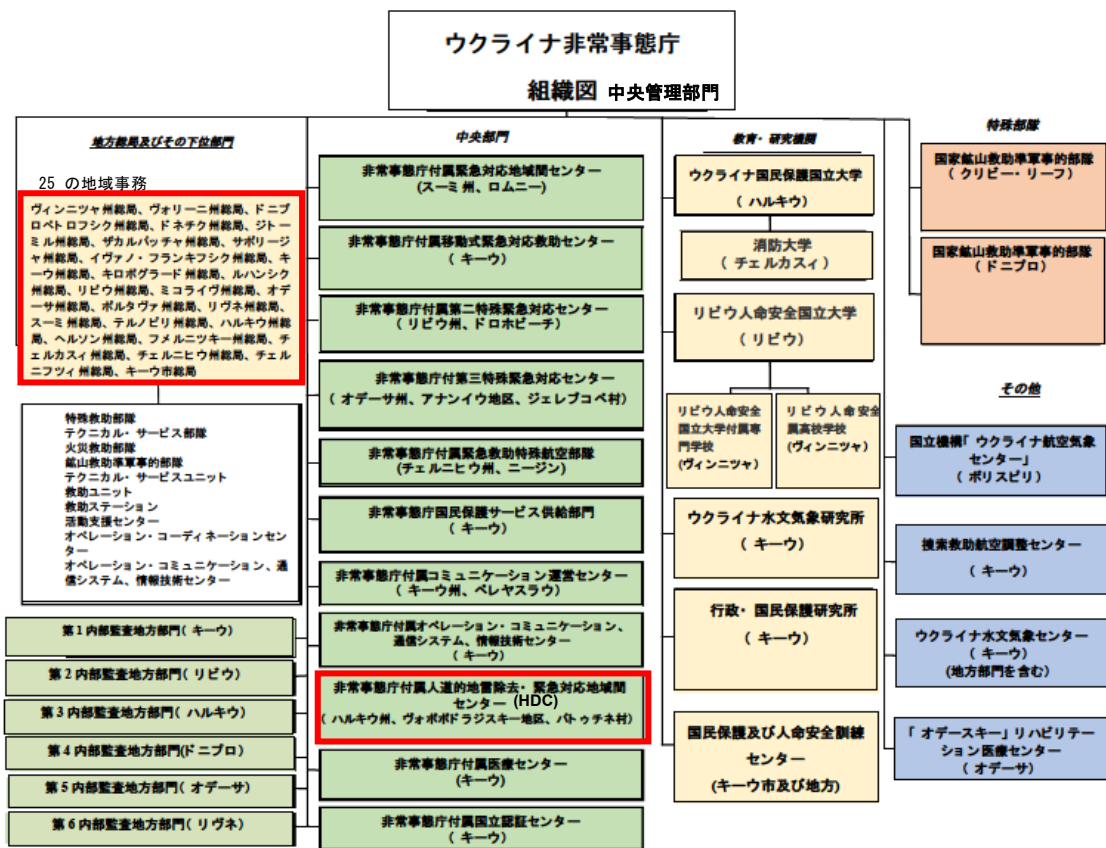 ウクライナ非常事態庁
組織図 中央管理部門
地方総局及びその下位部門
25 の地域事務
ヴィンニツャ州総局、ヴォリーニ州総局、ドニプ
ロペトロフシク州総局、ドネチク州総局、ジトー
ミル州総局、ザカルパッチャ州総局、サポリージ
ャ州総局、イヴァノ・フランキフシク州総局、キ
ーウ州総局、キロボグラード州総局、ルハンシク
州総局、リビウ州総局、ミコライヴ州総局、オデ
ーサ州総局、ポルタヴァ州総局、リヴネ州総局、
スーミ州総局、テルノビリ州総局、ハルキウ州総
局、ヘルソン州総局、フメルニツキー州総局、チ
ェルカスィ州総局、チェルニヒウ州総局、チェル
ニフツィ州総局、キーウ市総局
特殊救助部隊
テクニカル・サービス部隊
火災救助部隊
鉱山救助準軍事的部隊
テクニカル・サービスユニット
救助ユニット
救助ステーション
活動支援センター
オペレーション・コーディネーションセン
ター
オペレーション・コミュニケーション、通
信システム、情報技術センター
第1内部監査地方部門(キーウ)
第2内部監査地方部門(リビウ)
第3内部監査地方部門(ハルキウ)
第4内部監査地方部門(ドニプロ)
第5内部監査地方部門(オデーサ)
第6内部監査地方部門(リヴネ)
中央部門
非常事態庁付属緊急対応地域間センター
(スーミ州、ロムニー)
非常事態庁付属移動式緊急対応救助センター
(キーウ)
非常事態庁付属第二特殊緊急対応センター
(リビウ州、ドロホビーチ)
非常事態庁付第三特殊緊急対応センター
(オデーサ州、アナンイウ地区、ジェレブコベ村)
非常事態庁付属緊急救助特殊航空部隊
(チェルニヒウ州、ニージン)
非常事態庁国民保護サービス供給部門
(キーウ)
非常事態庁付属コミュニケーション運営センター
(キーウ州、ペレヤスラウ)
非常事態庁付属オペレーション・コミュニケーション、
通信システム、情報技術センター
(キーウ)
非常事態庁付属人道的地雷除去・緊急対応地域間
センター (HDC)
(ハルキウ州、ヴォボボドラジスキー地区、バトゥチネ村)
非常事態庁付属医療センター
(キーウ)
非常事態庁付属国立認証センター
(キーウ)
教育・研究機関
ウクライナ国民保護国立大学
(ハルキウ)
消防大学
(チェルカスィ)
リビウ人命安全国立大学
(リビウ)
リビウ人命安全
国立大学付属専
門学校
(ヴィンニツャ)
リビウ人命安全
属高校学校
(ヴィンニツャ)
ウクライナ水文気象研究所
(キーウ)
行政・国民保護研究所
(キーウ)
国民保護及び人命安全訓練
センター
(キーウ市及び地方)
特殊部隊
国家鉱山救助準軍事的部隊
(クリビー・リーフ)
国家鉱山救助準軍事的部隊
(ドニプロ)
その他
国立機構「ウクライナ航空気象
センター」
(ボリスピリ)
捜索救助航空調整センター
(キーウ)
ウクライナ水文気象センター
(キーウ)
(地方部門を含む)
「オデースキー」リハビリテー
ション医療センター
(オデーサ)